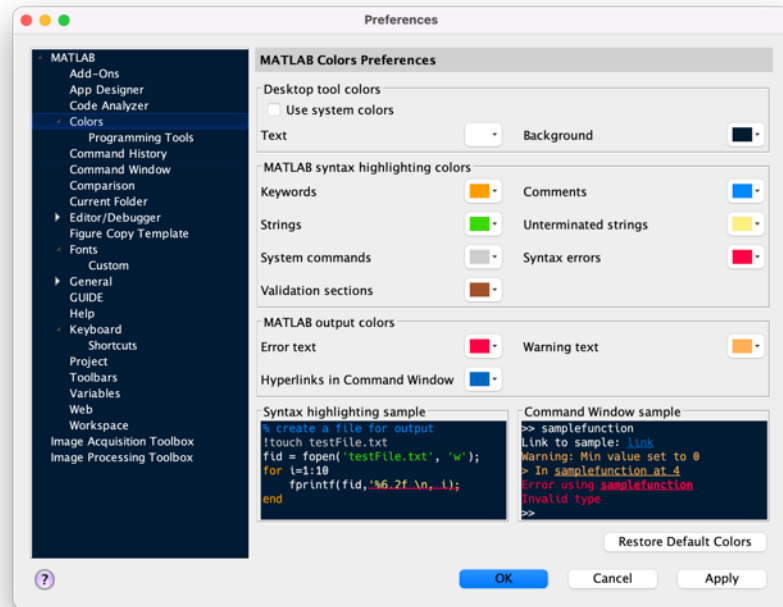 Preferences
MATLAB
Add-Ons
App Designer
Code Analyzer
Colors
Programming Tools
Command History
Command Window
Comparison
Current Folder
Editor/Debugger
Figure Copy Template
Fonts
Custom
General
GUIDE
Help
Keyboard
Shortcuts
Project
Toolbars
Variables
Web
Workspace
Image Acquisition Toolbox
Image Processing Toolbox
MATLAB Colors Preferences
Desktop tool colors
Use system colors
Text
Background
MATLAB syntax highlighting colors
Keywords
Comments
Strings
Unterminated strings
System commands
Syntax errors
Validation sections
MATLAB output colors
Error text
Warning text
Hyperlinks in Command Window
Syntax highlighting sample
% create a file for output
!touch testFile.txt
fid = fopen('testFile.txt', 'w');
for i=1:10
fprintf(fid,'%6.2f \n, i);
end
Command Window sample
>> samplefunction
Link to sample: link
Warning: Min value set to 0
> In samplefunction at 4
Error using samplefunction
Invalid type
>>
Restore Default Colors
?
OK
Cancel
Apply